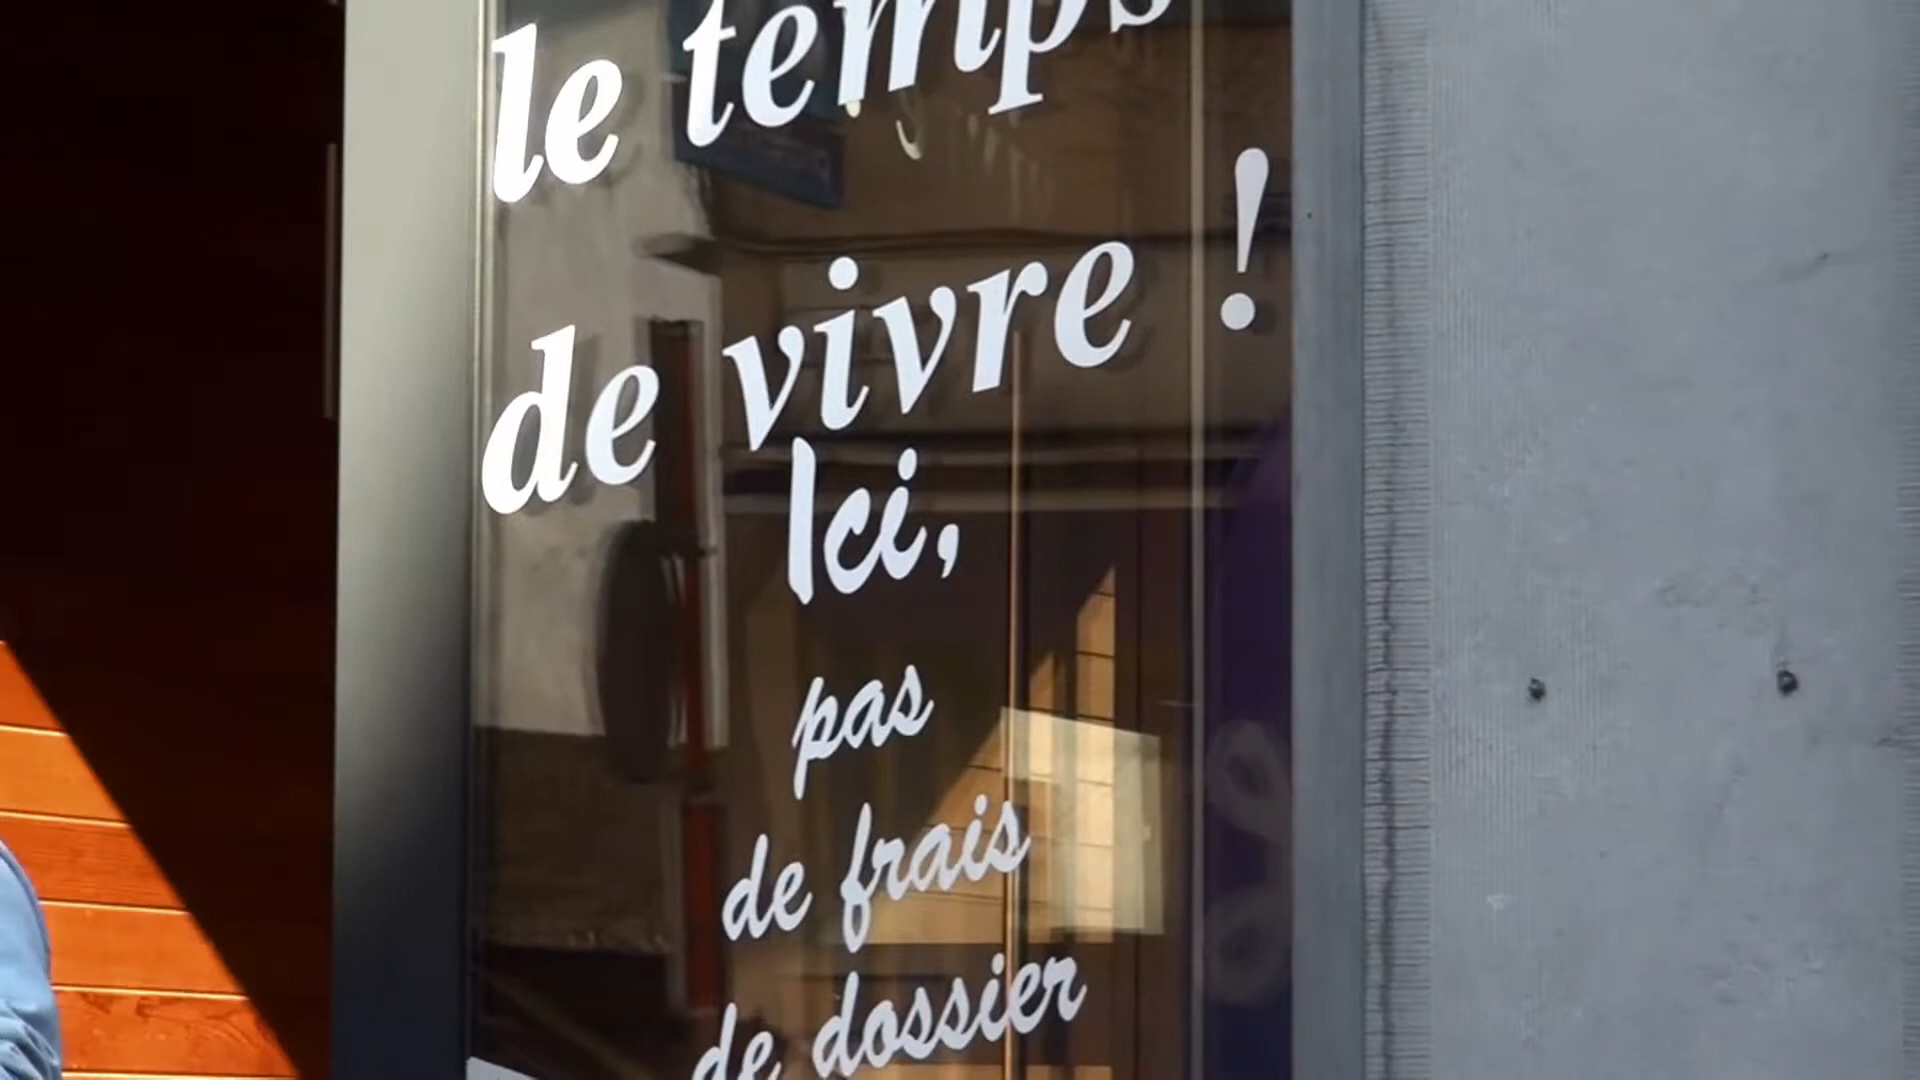 le temps
de vivre !
Ici,
pas
de frais
de dossier